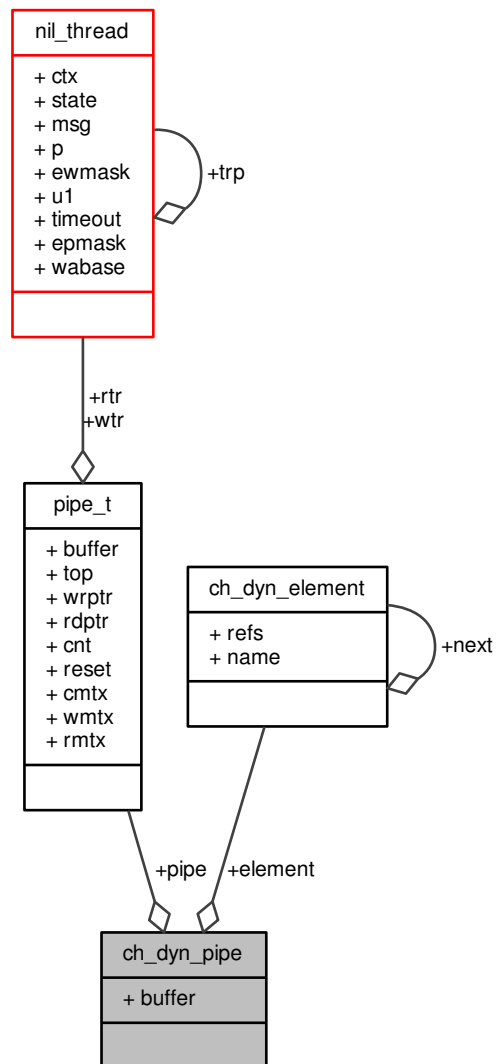 nil_thread
+ ctx
+ state
+ msg
+ p
+ ewmask
+ u1
+ timeout
+ epmask
+ wabase
+trp
+rtr
+wtr
pipe_t
+ buffer
+ top
+ wrptr
+ rdptr
+ cnt
+ reset
+ cmtx
+ wmtx
+ rmtx
ch_dyn_element
+ refs
+ name
+next
+pipe
+element
ch_dyn_pipe
+ buffer